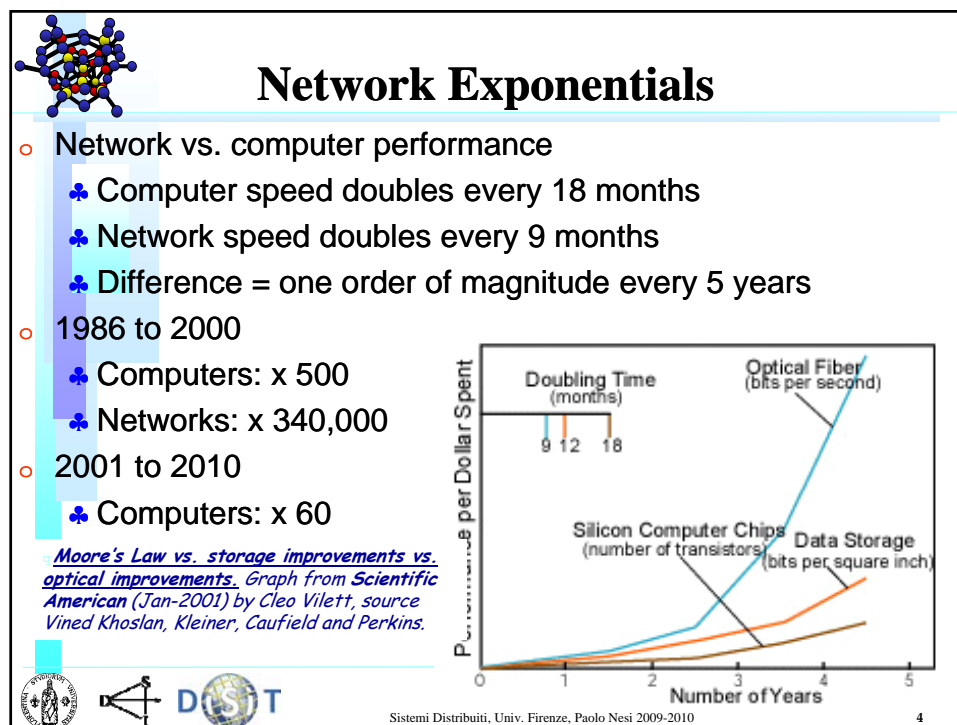 Network Exponentials
o Network vs. computer performance
♣ Computer speed doubles every 18 months
♣ Network speed doubles every 9 months
♣ Difference = one order of magnitude every 5 years
o 1986 to 2000
♣ Computers: x 500
♣ Networks: x 340,000
o 2001 to 2010
♣ Computers: x 60
Moore's Law vs. storage improvements vs.
optical improvements. Graph from Scientific
American (Jan-2001) by Cleo Vilett, source
Vined Khoslan, Kleiner, Caufield and Perkins.
Performance per Dollar Spent
Doubling Time
(months)
9 12 18
Optical Fiber
(bits per second)
Silicon Computer Chips
(number of transistors)
Data Storage
(bits per square inch)
0 1 2 3 4 5
Number of Years
DISIT
Sistemi Distribuiti, Univ. Firenze, Paolo Nesi 2009-2010
4